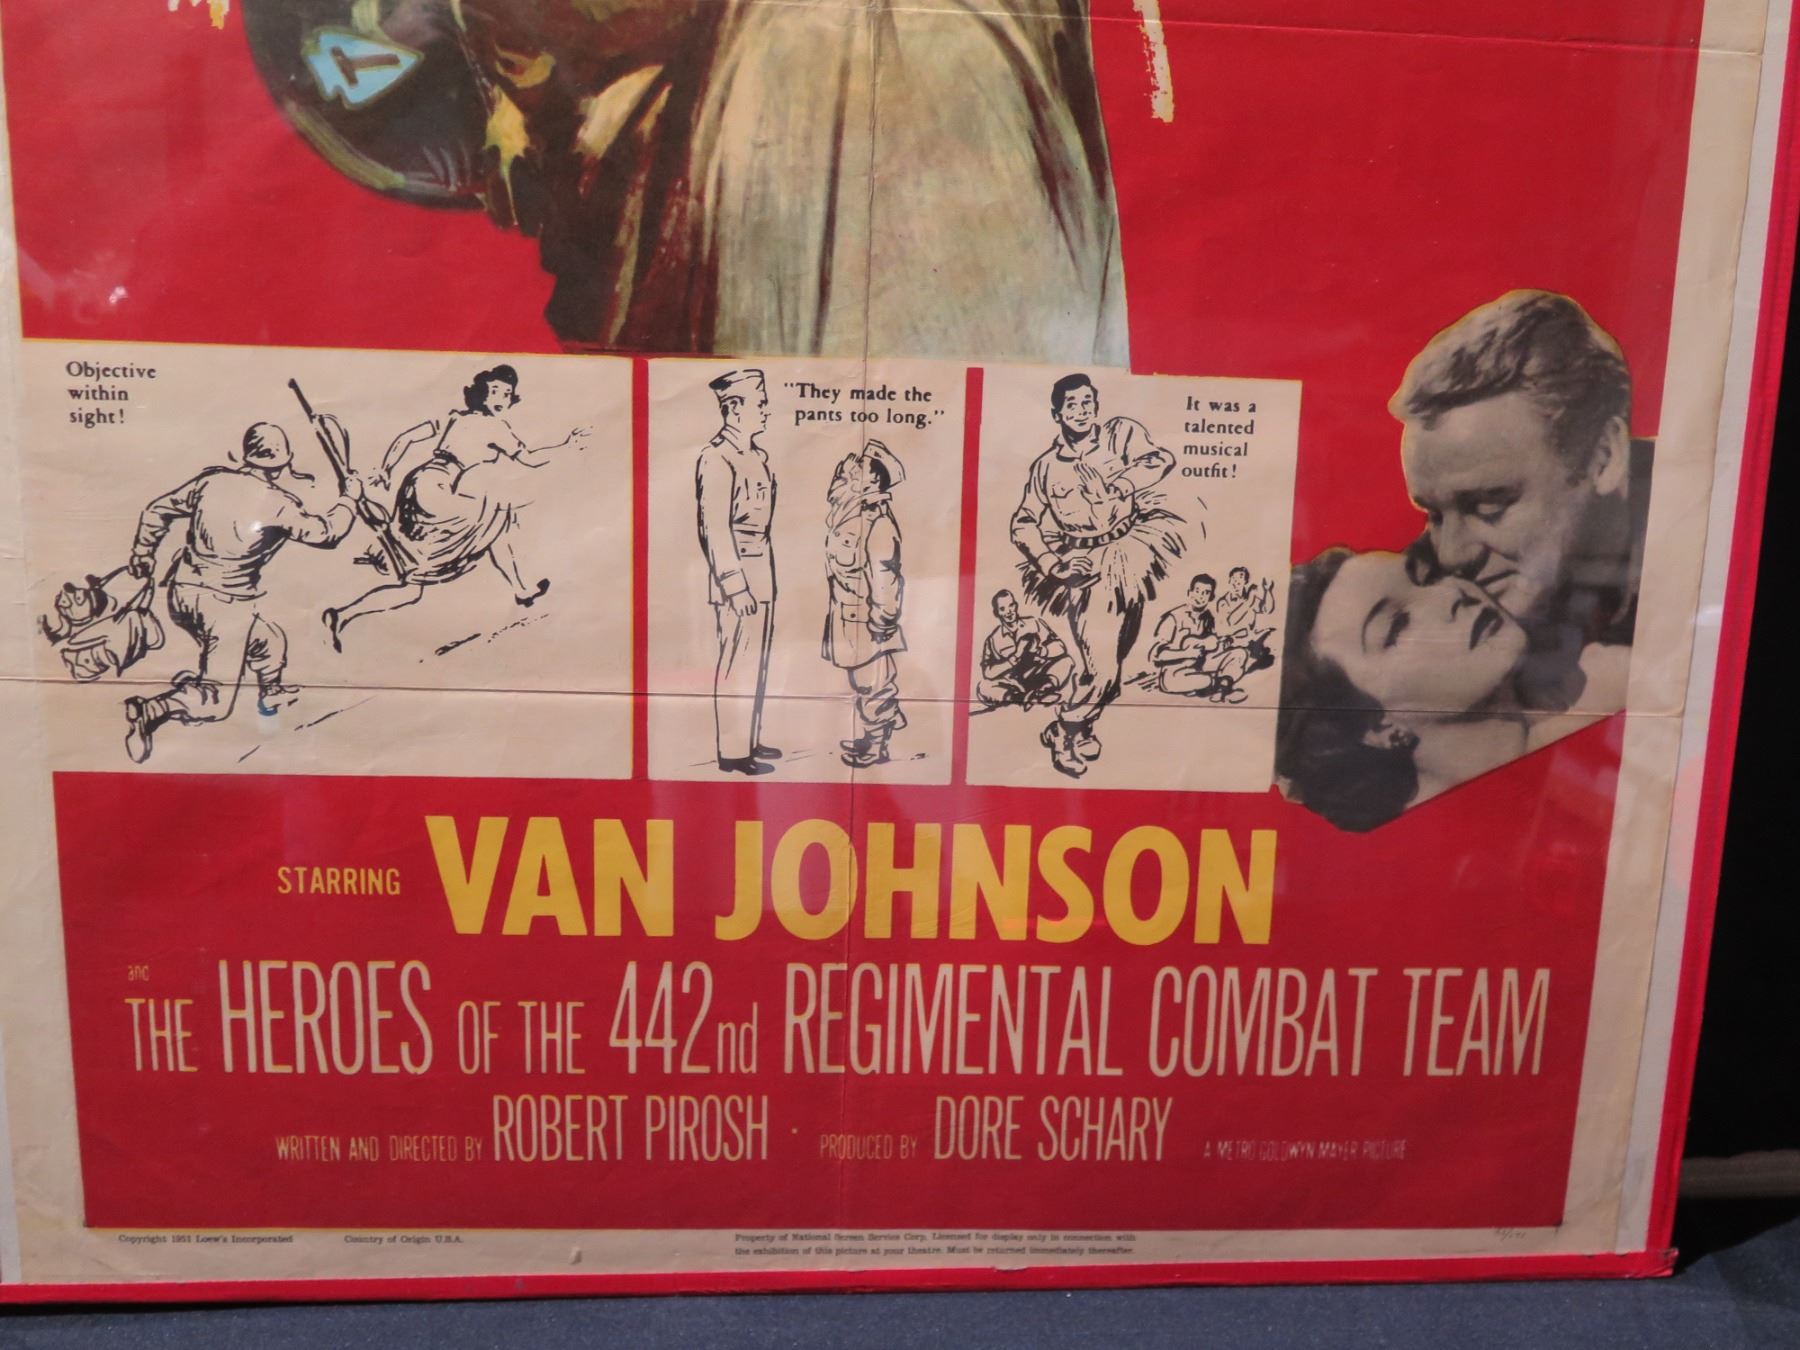 Objective
within
sight!
"They made the
pants too long."
It was a
talented
musical
outfit!
STARRING VAN JOHNSON
and
THE HEROES OF THE 442nd REGIMENTAL COMBAT TEAM
WRITTEN AND DIRECTED BY ROBERT PIROSH · PRODUCED BY DORE SCHARY A METRO GOLDWYN MAYER PICTURE
Copyright 1951 Loew's Incorporated Country of Origin U.S.A. Property of National Screen Service Corp. Licensed for display only in connection with
the exhibition of this picture at your theatre. Must be returned immediately thereafter.